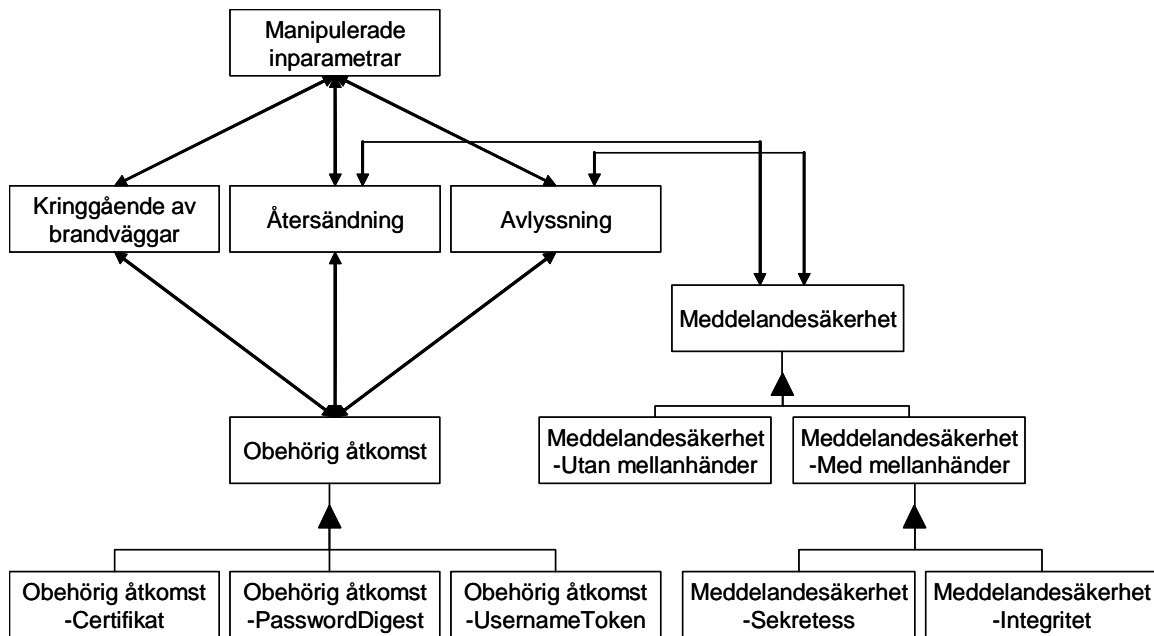 Manipulerade
inparametrar
Kringgående av
brandväggar
Återsändning
Avlyssning
Meddelandesäkerhet
Obehörig åtkomst
Meddelandesäkerhet
-Utan mellanhänder
Meddelandesäkerhet
-Med mellanhänder
Obehörig åtkomst
-Certifikat
Obehörig åtkomst
-PasswordDigest
Obehörig åtkomst
-UsernameToken
Meddelandesäkerhet
-Sekretess
Meddelandesäkerhet
-Integritet